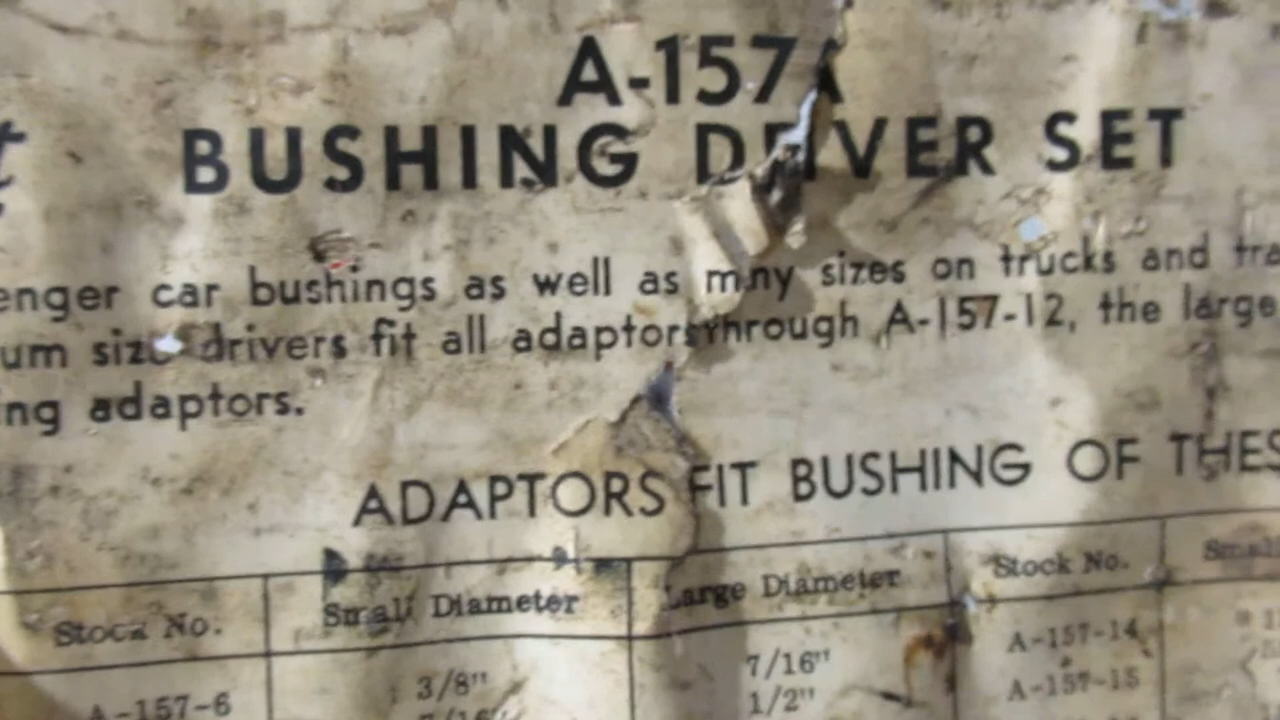 A-157A
BUSHING DRIVER SET
enger car bushings as well as many sizes on trucks and tra
um size drivers fit all adaptors through A-157-12, the large
ng adaptors.
ADAPTORS FIT BUSHING OF THES
Stock No. Small Diameter Large Diameter Stock No. Small
A-157-6 3/8" 7/16" A-157-14
1/2" A-157-15